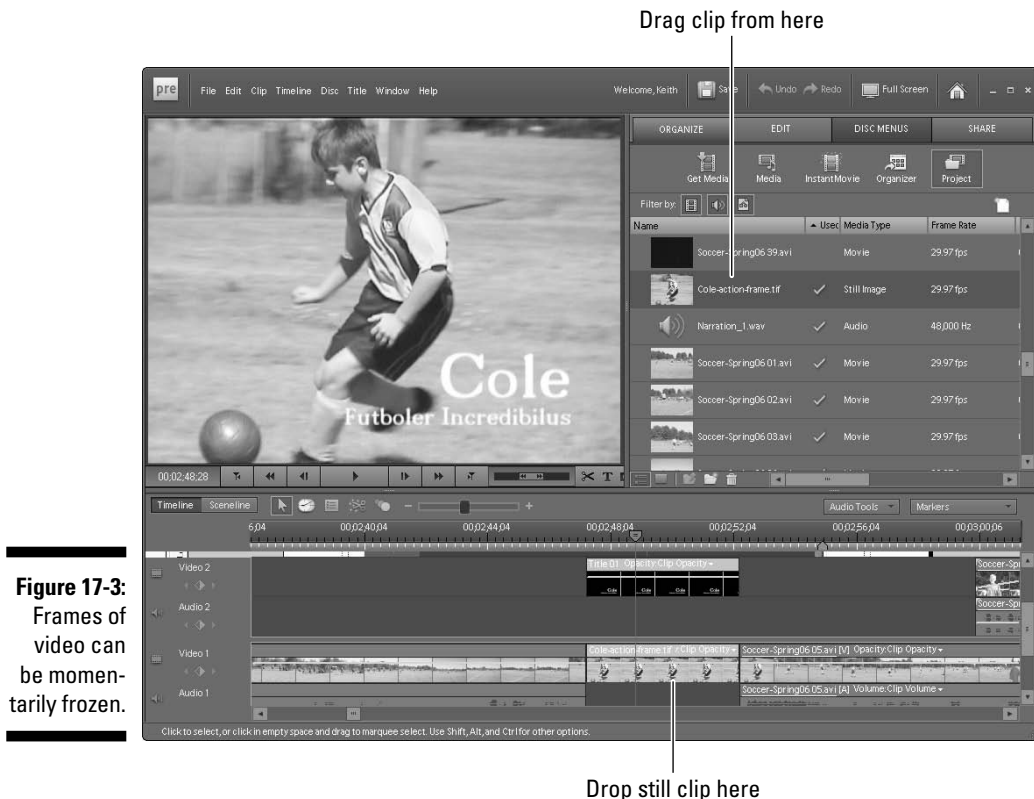 Drag clip from here
pre File Edit Clip Timeline Disc Title Window Help Welcome, Keith Save Undo Redo Full Screen
ORGANIZE EDIT DISC MENUS SHARE
Get Media Media InstantMovie Organizer Project
Filter by:
Name Used Media Type Frame Rate
Soccer-Spring06 39.avi Movie 29.97 fps
Cole-action-frame.tif Still Image 29.97 fps
Narration_1.wav Audio 48,000 Hz
Soccer-Spring06 01.avi Movie 29.97 fps
Soccer-Spring06 02.avi Movie 29.97 fps
Soccer-Spring06 03.avi Movie 29.97 fps
Cole
Futboler Incredibilus
00;02;48;28
T
Timeline Sceneline
Audio Tools Markers
6;04 00;02;40;04 00;02;44;04 00;02;48;04 00;02;52;04 00;02;56;04 00;03;00;06
Video 2
Title 01 Opacity:Clip Opacity
Soccer-Spr
Audio 2
Soccer-Spr
Video 1
Cole-action-frame.tif Clip Opacity
Soccer-Spring06 05.avi [V] Opacity:Clip Opacity
Audio 1
Soccer-Spring06 05.avi [A] Volume:Clip Volume
Click to select, or click in empty space and drag to marquee select. Use Shift, Alt, and Ctrl for other options.
Drop still clip here
Figure 17-3:
Frames of
video can
be momen-
tarily frozen.